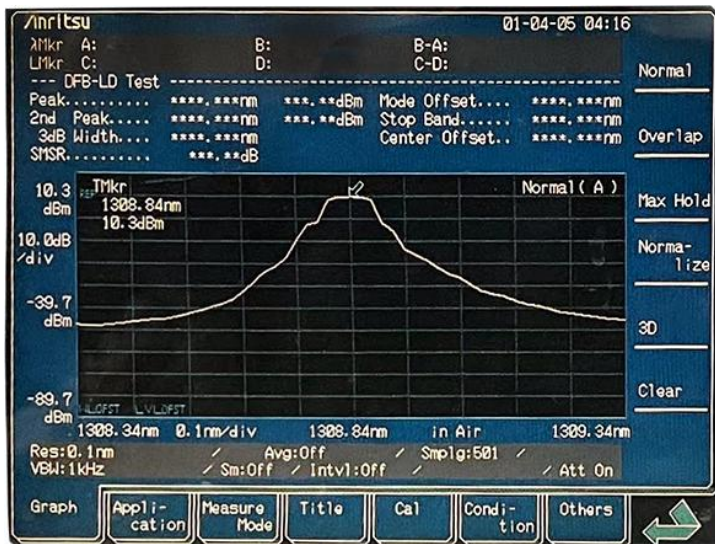 Anritsu 01-04-05 04:16
λMkr A: B: B-A:
LMkr C: D: C-D:
--- DFB-LD Test ---
Peak.......... ****.***nm ***.**dBm Mode Offset.... ****.***nm
2nd Peak..... ****.***nm ***.**dBm Stop Band...... ****.***nm
3dB Width.... ****.***nm Center Offset.. ****.***nm
SMSR.......... ***.**dB
Normal
Overlap
Max Hold
Norma-
lize
3D
Clear
10.3
dBm
REF
TMkr Normal(A)
1308.84nm
10.3dBm
10.0dB
/div
-39.7
dBm
-89.7
dBm
WLOFST LVLOFST
1308.34nm 0.1nm/div 1308.84nm in Air 1309.34nm
Res:0.1nm / Avg:Off / Smplg:501 /
VBW:1kHz / Sm:Off / Intvl:Off / / Att On
Graph
Appli-
cation
Measure
Mode
Title
Cal
Condi-
tion
Others